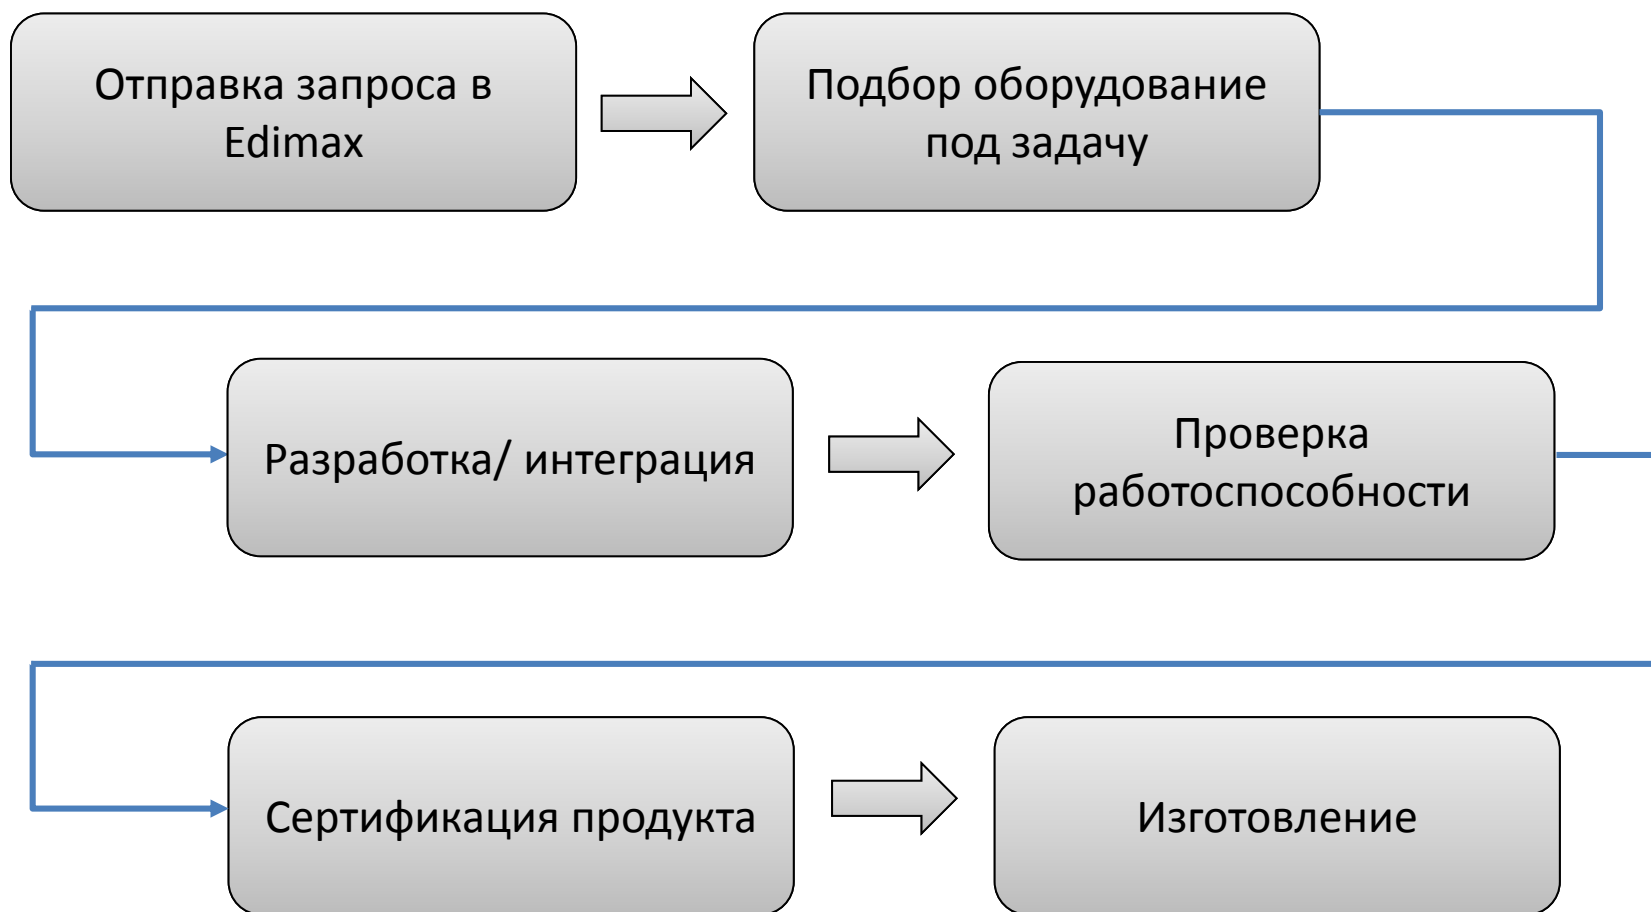 Отправка запроса в
Edimax
Подбор оборудование
под задачу
Разработка/ интеграция
Проверка
работоспособности
Сертификация продукта
Изготовление